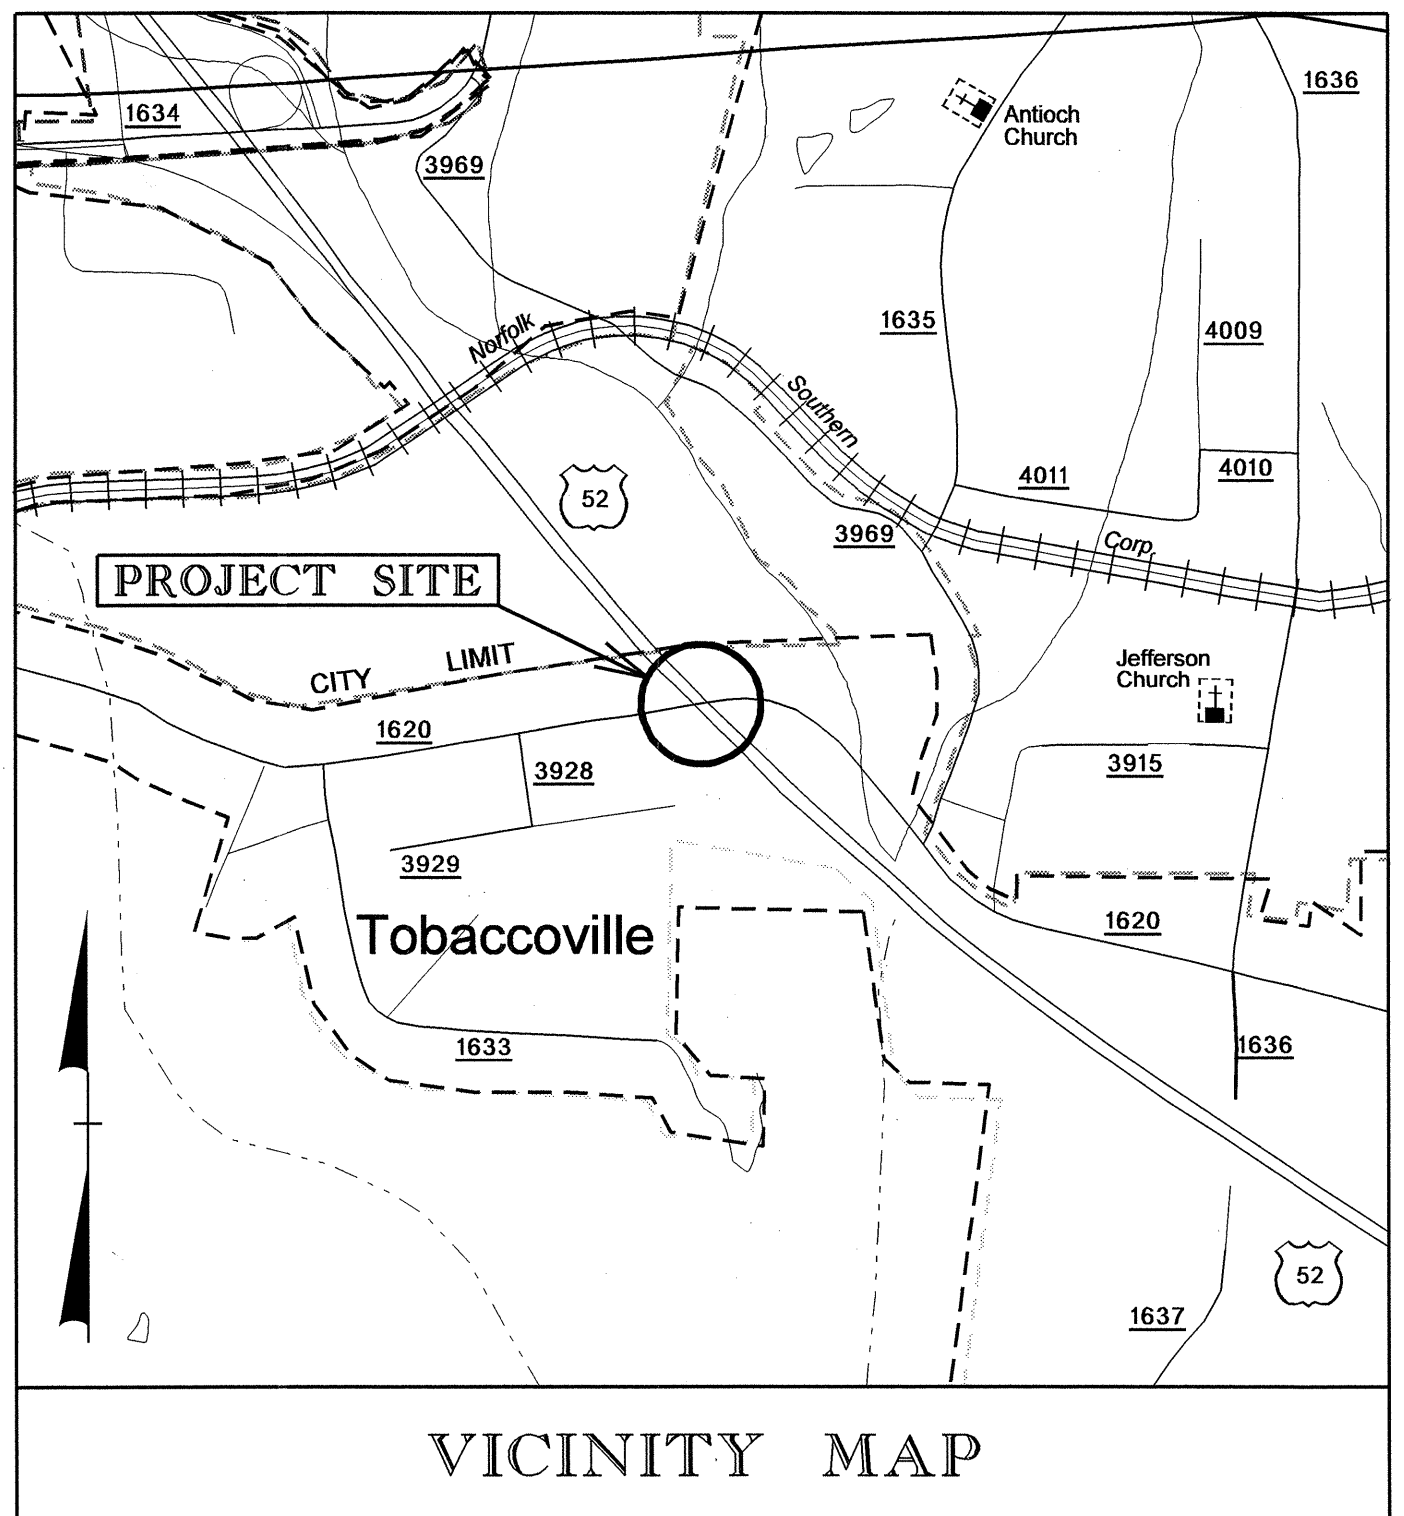 1636
1634
Antioch
Church
3969
1635
4009
Norfolk
Southern
4011
4010
52
3969
Corp.
PROJECT SITE
CITY LIMIT
Jefferson
Church
1620
3928
3915
3929
Tobaccoville
1620
1633
1636
52
1637
VICINITY MAP